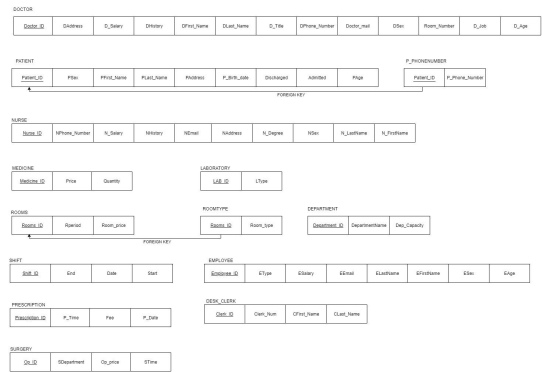 DOCTOR
Doctor_ID DAddress D_Salary DHistory DFirst_Name DLast_Name D_Title DPhone_Number Doctor_mail DSex Room_Number D_Job D_Age
PATIENT P_PHONENUMBER
Patient_ID PSex PFirst_Name PLast_Name PAddress P_Birth_date Discharged Admitted PAge Patient_ID P_Phone_Number
FOREIGN KEY
NURSE
Nurse_ID NPhone_Number N_Salary NHistory NEmail NAddress N_Degree NSex N_LastName N_FirstName
MEDICINE LABORATORY
Medicine_ID Price Quantity LAB_ID LType
ROOMS ROOMTYPE DEPARTMENT
Rooms_ID Rperiod Room_price Rooms_ID Room_type Department_ID DepartmentName Dep_Capacity
FOREIGN KEY
SHIFT EMPLOYEE
Shift_ID End Date Start Employee_ID EType ESalary EEmail ELastName EFirstName ESex EAge
PRESCRIPTION DESK_CLERK
Prescription_ID P_Time Fee P_Date Clerk_ID Clerk_Num CFirst_Name CLast_Name
SURGERY
Op_ID SDepartment Op_price STime